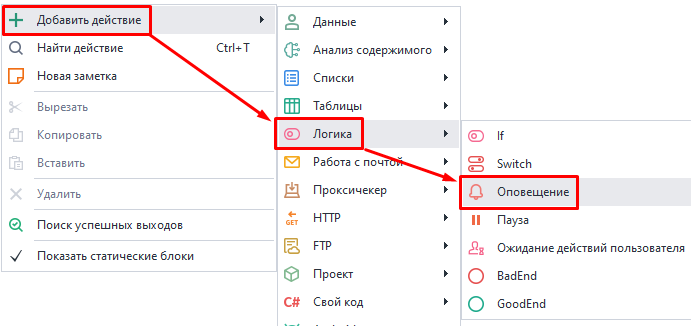 Добавить действие
Найти действие Ctrl+T
Новая заметка
Вырезать
Копировать
Вставить
Удалить
Поиск успешных выходов
Показать статические блоки
Данные
Анализ содержимого
Списки
Таблицы
Логика
Работа с почтой
Проксичекер
GET HTTP
FTP
Проект
C# Свой код
If
Switch
Оповещение
Пауза
Ожидание действий пользователя
BadEnd
GoodEnd